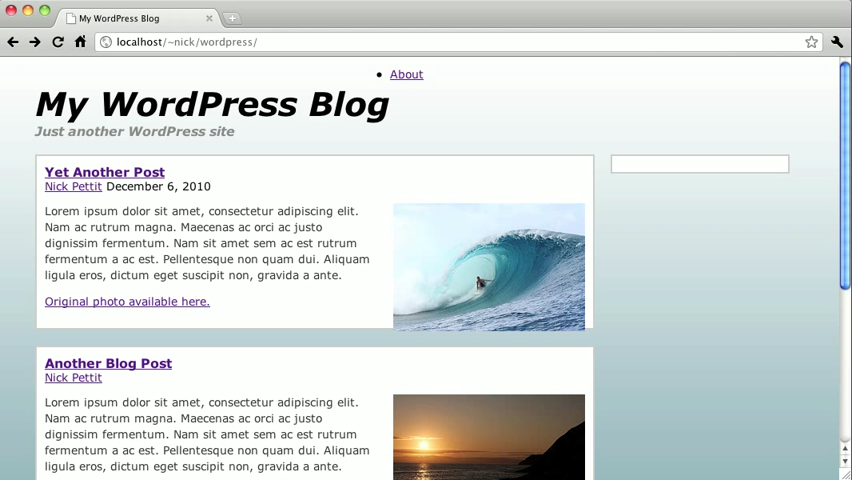 My WordPress Blog
localhost/~nick/wordpress/
About
My WordPress Blog
Just another WordPress site
Yet Another Post
Nick Pettit December 6, 2010
Lorem ipsum dolor sit amet, consectetur adipiscing elit.
Nam ac rutrum magna. Maecenas ac orci ac justo
dignissim fermentum. Nam sit amet sem ac est rutrum
fermentum a ac est. Pellentesque non quam dui. Aliquam
ligula eros, dictum eget suscipit non, gravida a ante.
Original photo available here.
Another Blog Post
Nick Pettit
Lorem ipsum dolor sit amet, consectetur adipiscing elit.
Nam ac rutrum magna. Maecenas ac orci ac justo
dignissim fermentum. Nam sit amet sem ac est rutrum
fermentum a ac est. Pellentesque non quam dui. Aliquam
ligula eros, dictum eget suscipit non, gravida a ante.